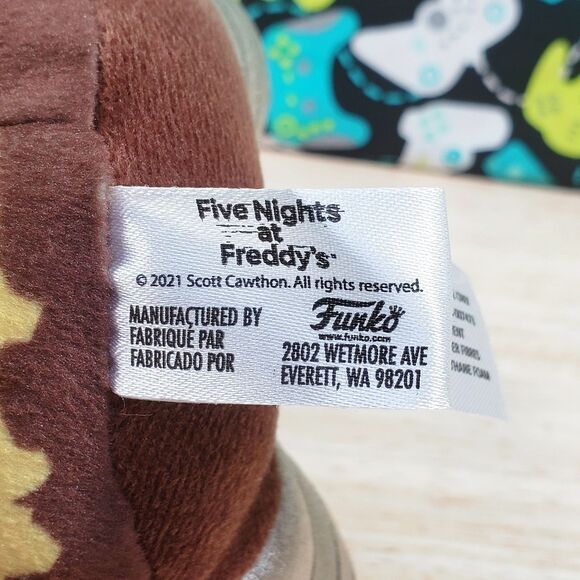 Five Nights
at
Freddy's™
© 2021 Scott Cawthon. All rights reserved.
MANUFACTURED BY
FABRIQUÉ PAR
FABRICADO POR
Funko
www.funko.com
2802 WETMORE AVE
EVERETT, WA 98201